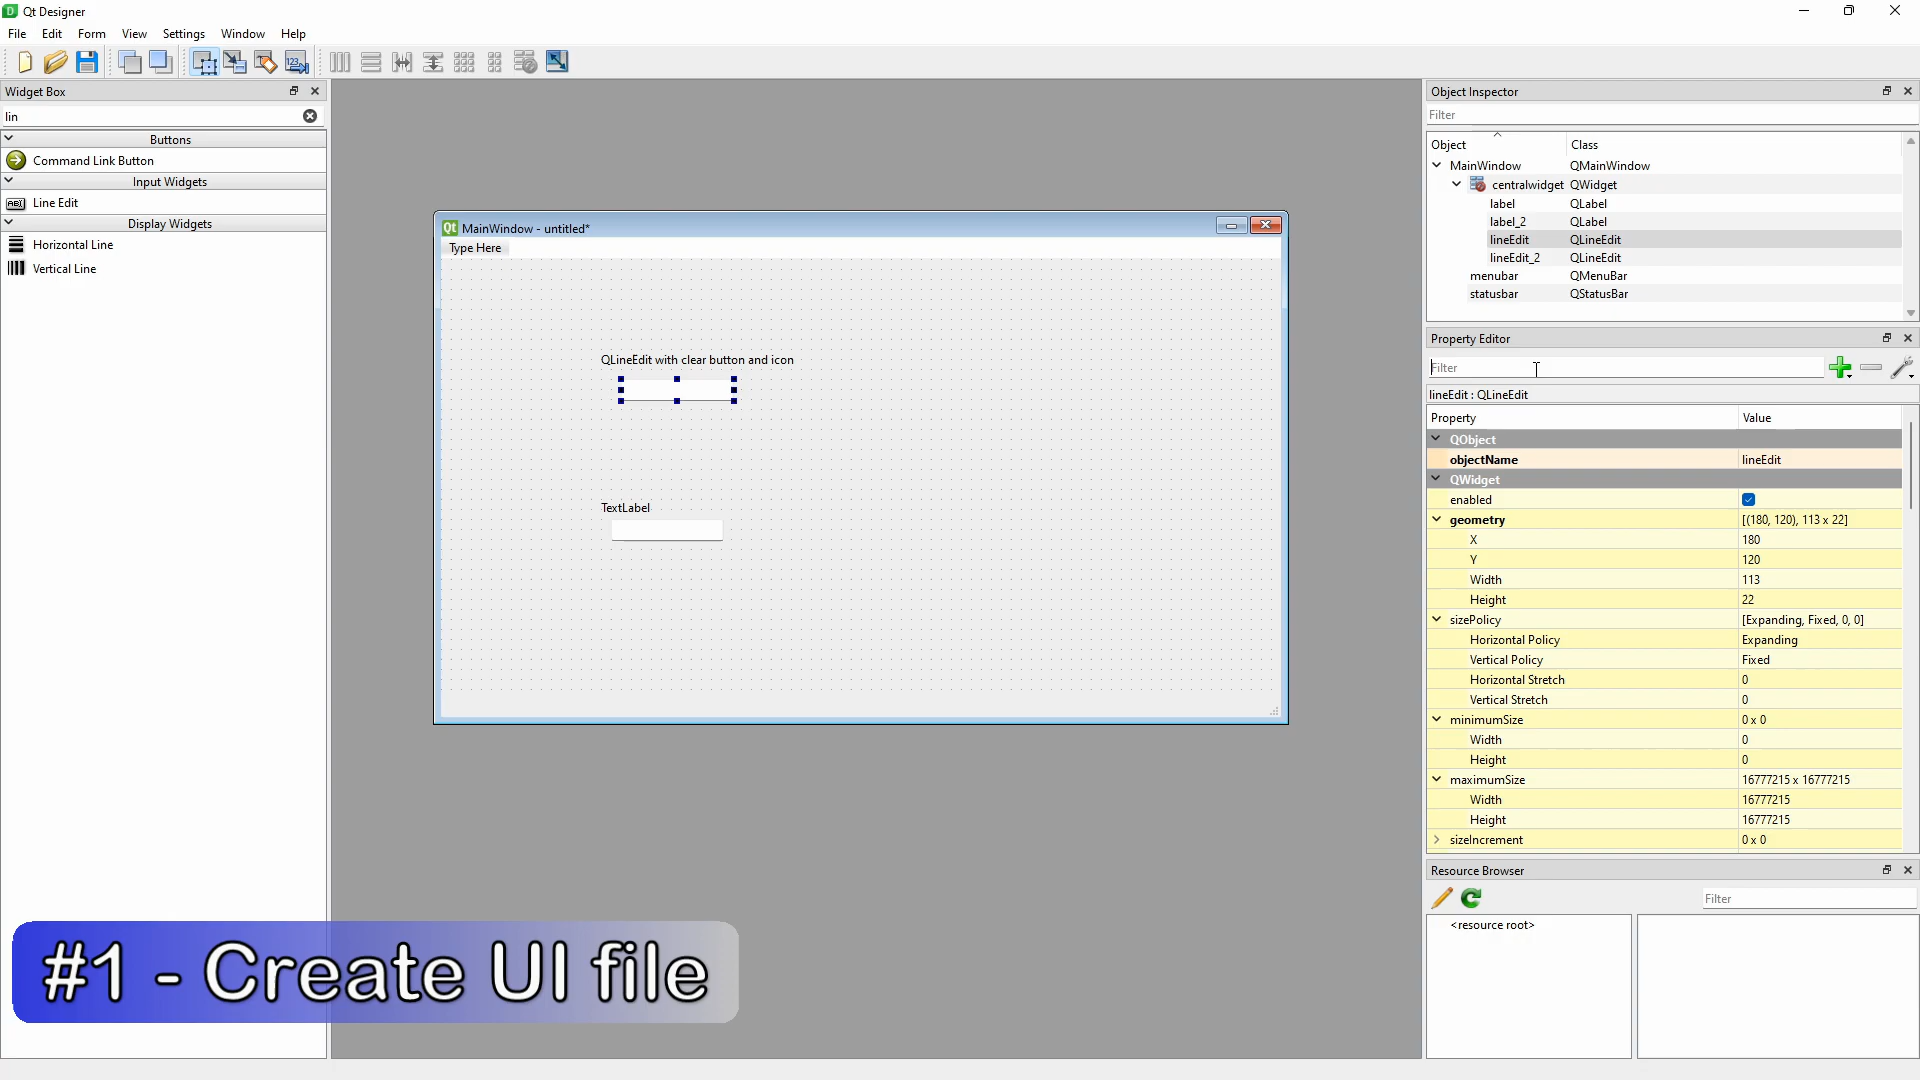 Qt Designer
File Edit Form View Settings Window Help
Widget Box
lin
Buttons
Command Link Button
Input Widgets
Line Edit
Display Widgets
Horizontal Line
Vertical Line
MainWindow - untitled*
Type Here
QLineEdit with clear button and icon
TextLabel
Object Inspector
Filter
Object Class
MainWindow QMainWindow
centralwidget QWidget
label QLabel
label_2 QLabel
lineEdit QLineEdit
lineEdit_2 QLineEdit
menubar QMenuBar
statusbar QStatusBar
Property Editor
Filter
lineEdit : QLineEdit
Property Value
QObject
objectName lineEdit
QWidget
enabled
geometry [(180, 120), 113 x 22]
X 180
Y 120
Width 113
Height 22
sizePolicy [Expanding, Fixed, 0, 0]
Horizontal Policy Expanding
Vertical Policy Fixed
Horizontal Stretch 0
Vertical Stretch 0
minimumSize 0 x 0
Width 0
Height 0
maximumSize 16777215 x 16777215
Width 16777215
Height 16777215
sizeIncrement 0 x 0
Resource Browser
Filter
<resource root>
#1 - Create UI file